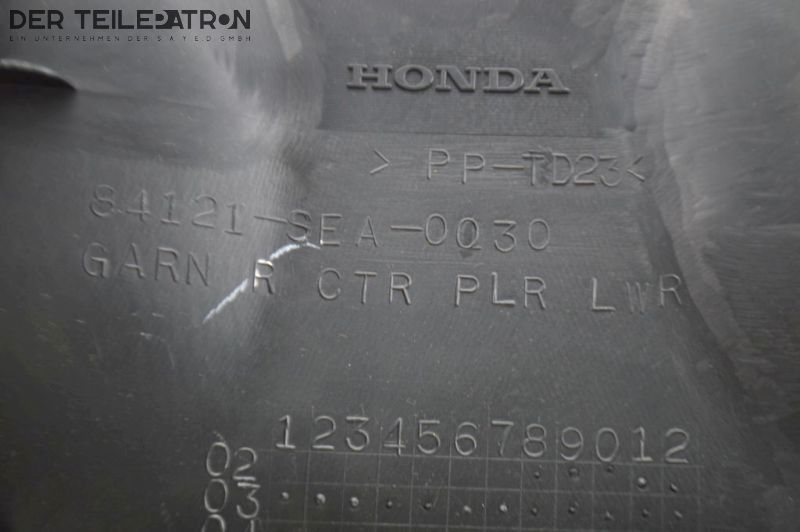 DER TEILEPATRON
EIN UNTERNEHMEN DER S A Y E D GMBH
HONDA
> PP-TD23<
84121-SEA-0030
GARN R CTR PLR LWR
123456789012
02
03